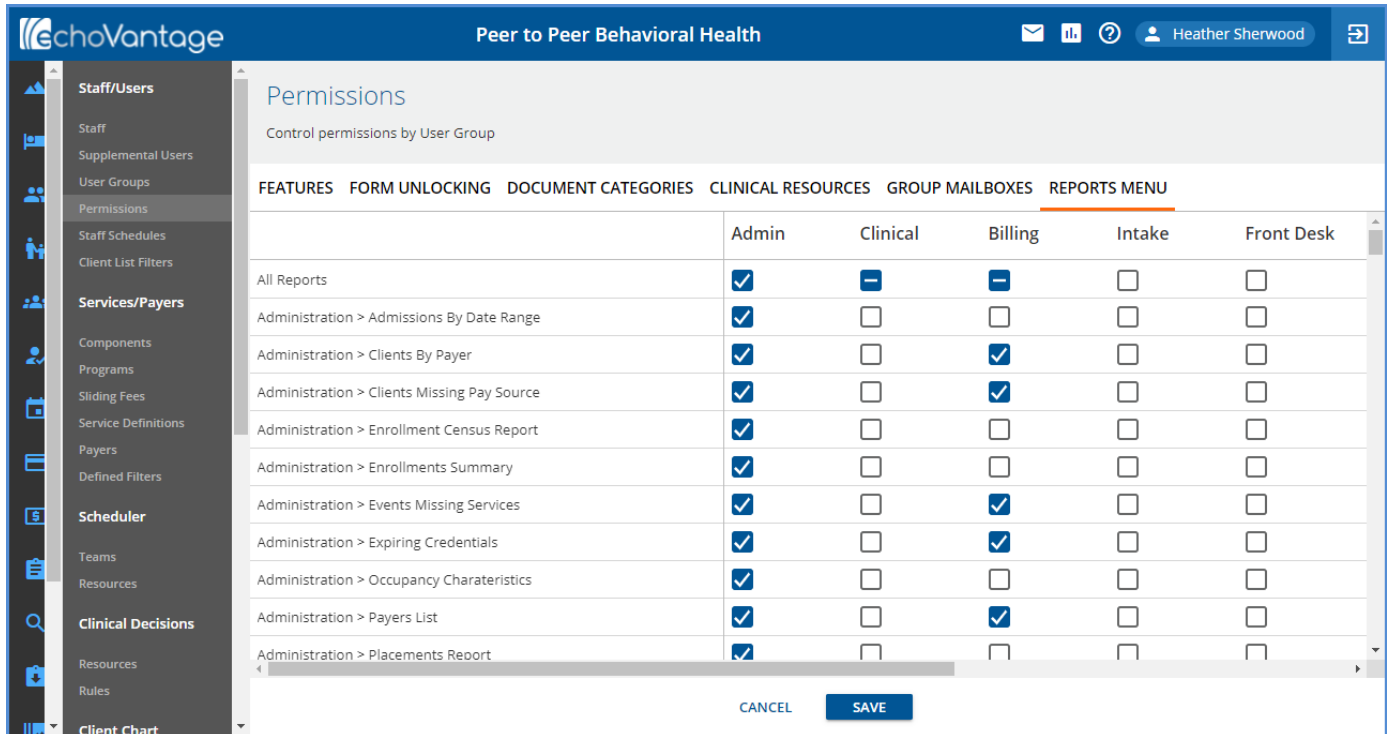 echoVantage
Peer to Peer Behavioral Health
Heather Sherwood
Staff/Users
Staff
Supplemental Users
User Groups
Permissions
Staff Schedules
Client List Filters
Services/Payers
Components
Programs
Sliding Fees
Service Definitions
Payers
Defined Filters
Scheduler
Teams
Resources
Clinical Decisions
Resources
Rules
Client Chart
Permissions
Control permissions by User Group
FEATURES FORM UNLOCKING DOCUMENT CATEGORIES CLINICAL RESOURCES GROUP MAILBOXES REPORTS MENU
Admin Clinical Billing Intake Front Desk
All Reports
Administration > Admissions By Date Range
Administration > Clients By Payer
Administration > Clients Missing Pay Source
Administration > Enrollment Census Report
Administration > Enrollments Summary
Administration > Events Missing Services
Administration > Expiring Credentials
Administration > Occupancy Charateristics
Administration > Payers List
Administration > Placements Report
CANCEL SAVE